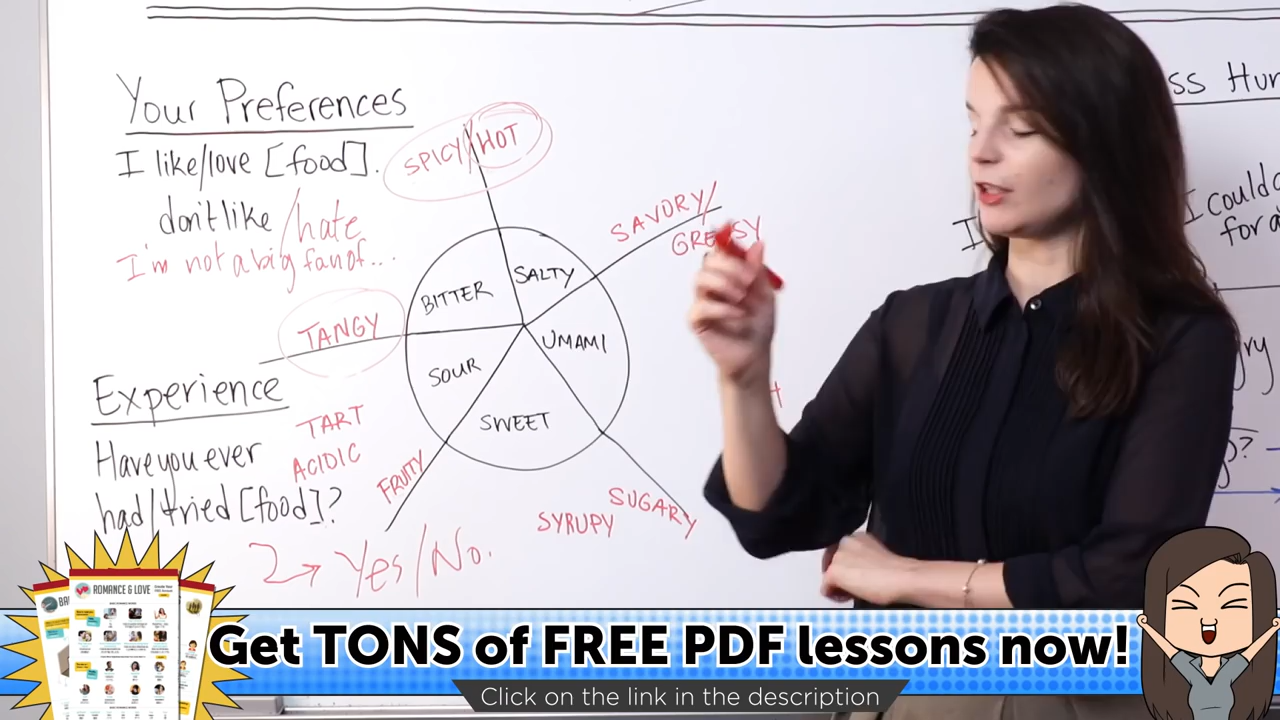 Your Preferences
I like/love [food].
don't like/hate
I'm not a big fan of...
SPICY/HOT
SAVORY/
GREASY
BITTER
SALTY
TANGY
UMAMI
SOUR
SWEET
Experience
Have you ever
had/tried [food]?
TART
ACIDIC
FRUITY
SUGARY
SYRUPY
→ Yes/No.
I could
for a
ROMANCE & LOVE
Get TONS of FREE PDF lessons now!
Click on the link in the description